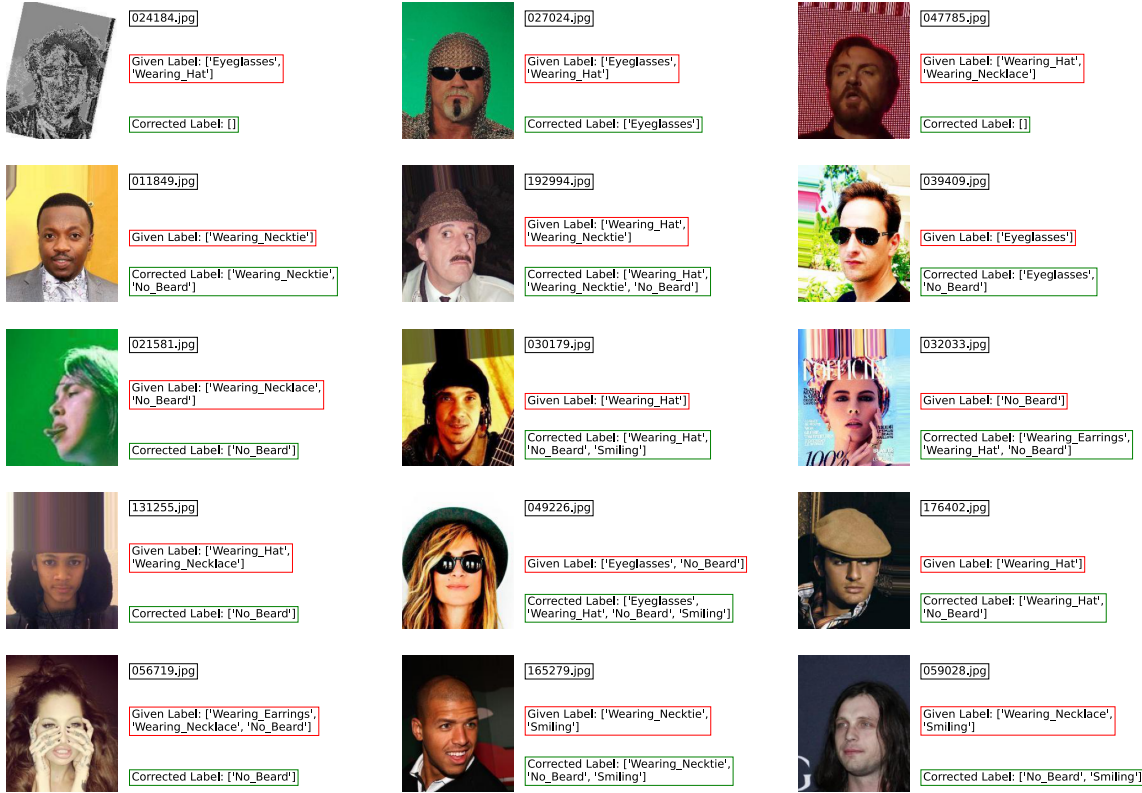 024184.jpg
Given Label: ['Eyeglasses',
'Wearing_Hat']
Corrected Label: []
027024.jpg
Given Label: ['Eyeglasses',
'Wearing_Hat']
Corrected Label: ['Eyeglasses']
047785.jpg
Given Label: ['Wearing_Hat',
'Wearing_Necklace']
Corrected Label: []
011849.jpg
Given Label: ['Wearing_Necktie']
Corrected Label: ['Wearing_Necktie',
'No_Beard']
192994.jpg
Given Label: ['Wearing_Hat',
'Wearing_Necktie']
Corrected Label: ['Wearing_Hat',
'Wearing_Necktie', 'No_Beard']
039409.jpg
Given Label: ['Eyeglasses']
Corrected Label: ['Eyeglasses',
'No_Beard']
021581.jpg
Given Label: ['Wearing_Necklace',
'No_Beard']
Corrected Label: ['No_Beard']
030179.jpg
Given Label: ['Wearing_Hat']
Corrected Label: ['Wearing_Hat',
'No_Beard', 'Smiling']
100%
032033.jpg
Given Label: ['No_Beard']
Corrected Label: ['Wearing_Earrings',
'Wearing_Hat', 'No_Beard']
131255.jpg
Given Label: ['Wearing_Hat',
'Wearing_Necklace']
Corrected Label: ['No_Beard']
049226.jpg
Given Label: ['Eyeglasses', 'No_Beard']
Corrected Label: ['Eyeglasses',
'Wearing_Hat', 'No_Beard', 'Smiling']
176402.jpg
Given Label: ['Wearing_Hat']
Corrected Label: ['Wearing_Hat',
'No_Beard']
056719.jpg
Given Label: ['Wearing_Earrings',
'Wearing_Necklace', 'No_Beard']
Corrected Label: ['No_Beard']
165279.jpg
Given Label: ['Wearing_Necktie',
'Smiling']
Corrected Label: ['Wearing_Necktie',
'No_Beard', 'Smiling']
059028.jpg
Given Label: ['Wearing_Necklace',
'Smiling']
Corrected Label: ['No_Beard', 'Smiling']